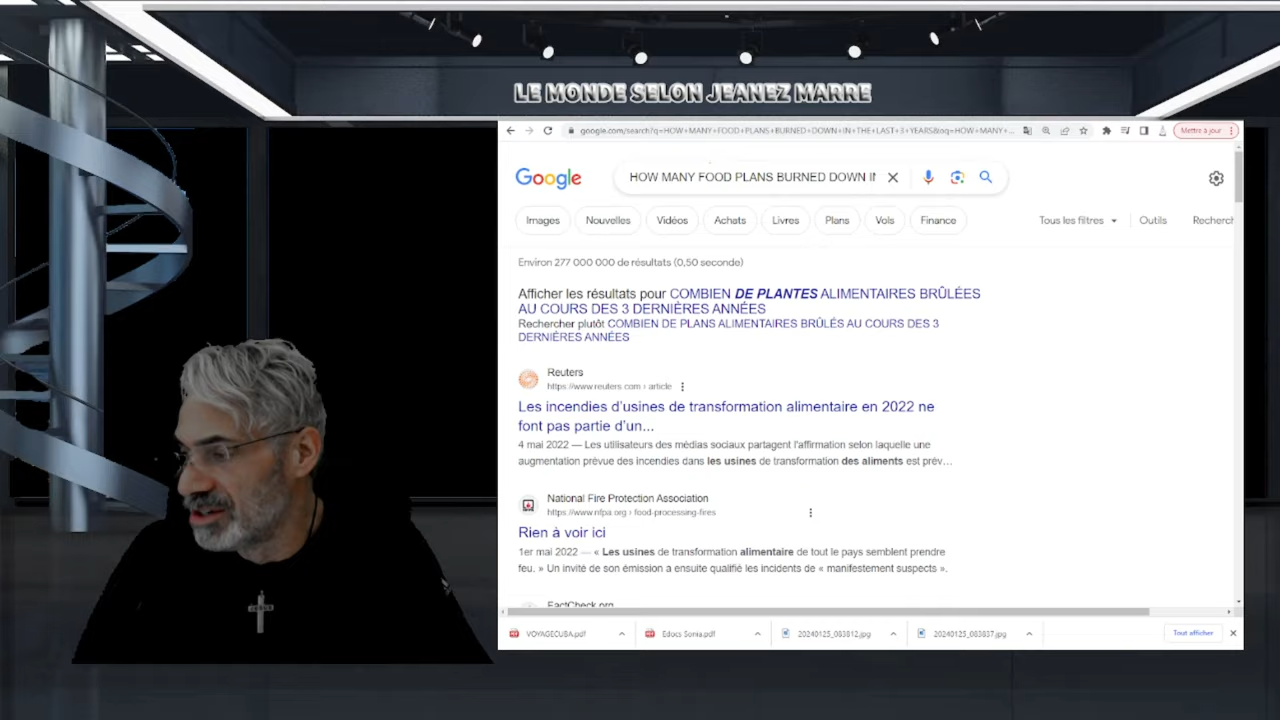 LE MONDE SELON JEANEZ MARRE
google.com/search?q=HOW+MANY+FOOD+PLANS+BURNED+DOWN+IN+THE+LAST+3+YEARS&oq=HOW+MANY+...
Mettre à jour
Google
HOW MANY FOOD PLANS BURNED DOWN IN
Images Nouvelles Vidéos Achats Livres Plans Vols Finance Tous les filtres Outils Recherch
Environ 277 000 000 de résultats (0,50 seconde)
Afficher les résultats pour COMBIEN DE PLANTES ALIMENTAIRES BRÛLÉES
AU COURS DES 3 DERNIÈRES ANNÉES
Rechercher plutôt COMBIEN DE PLANS ALIMENTAIRES BRÛLÉS AU COURS DES 3
DERNIÈRES ANNÉES
Reuters
https://www.reuters.com › article
Les incendies d'usines de transformation alimentaire en 2022 ne
font pas partie d'un...
4 mai 2022 — Les utilisateurs des médias sociaux partagent l'affirmation selon laquelle une
augmentation prévue des incendies dans les usines de transformation des aliments est prév...
National Fire Protection Association
https://www.nfpa.org › food-processing-fires
Rien à voir ici
1er mai 2022 — « Les usines de transformation alimentaire de tout le pays semblent prendre
feu. » Un invité de son émission a ensuite qualifié les incidents de « manifestement suspects ».
FactCheck.org
VOYAGECUBA.pdf Edocs Sonia.pdf 20240125_083812.jpg 20240125_083837.jpg Tout afficher